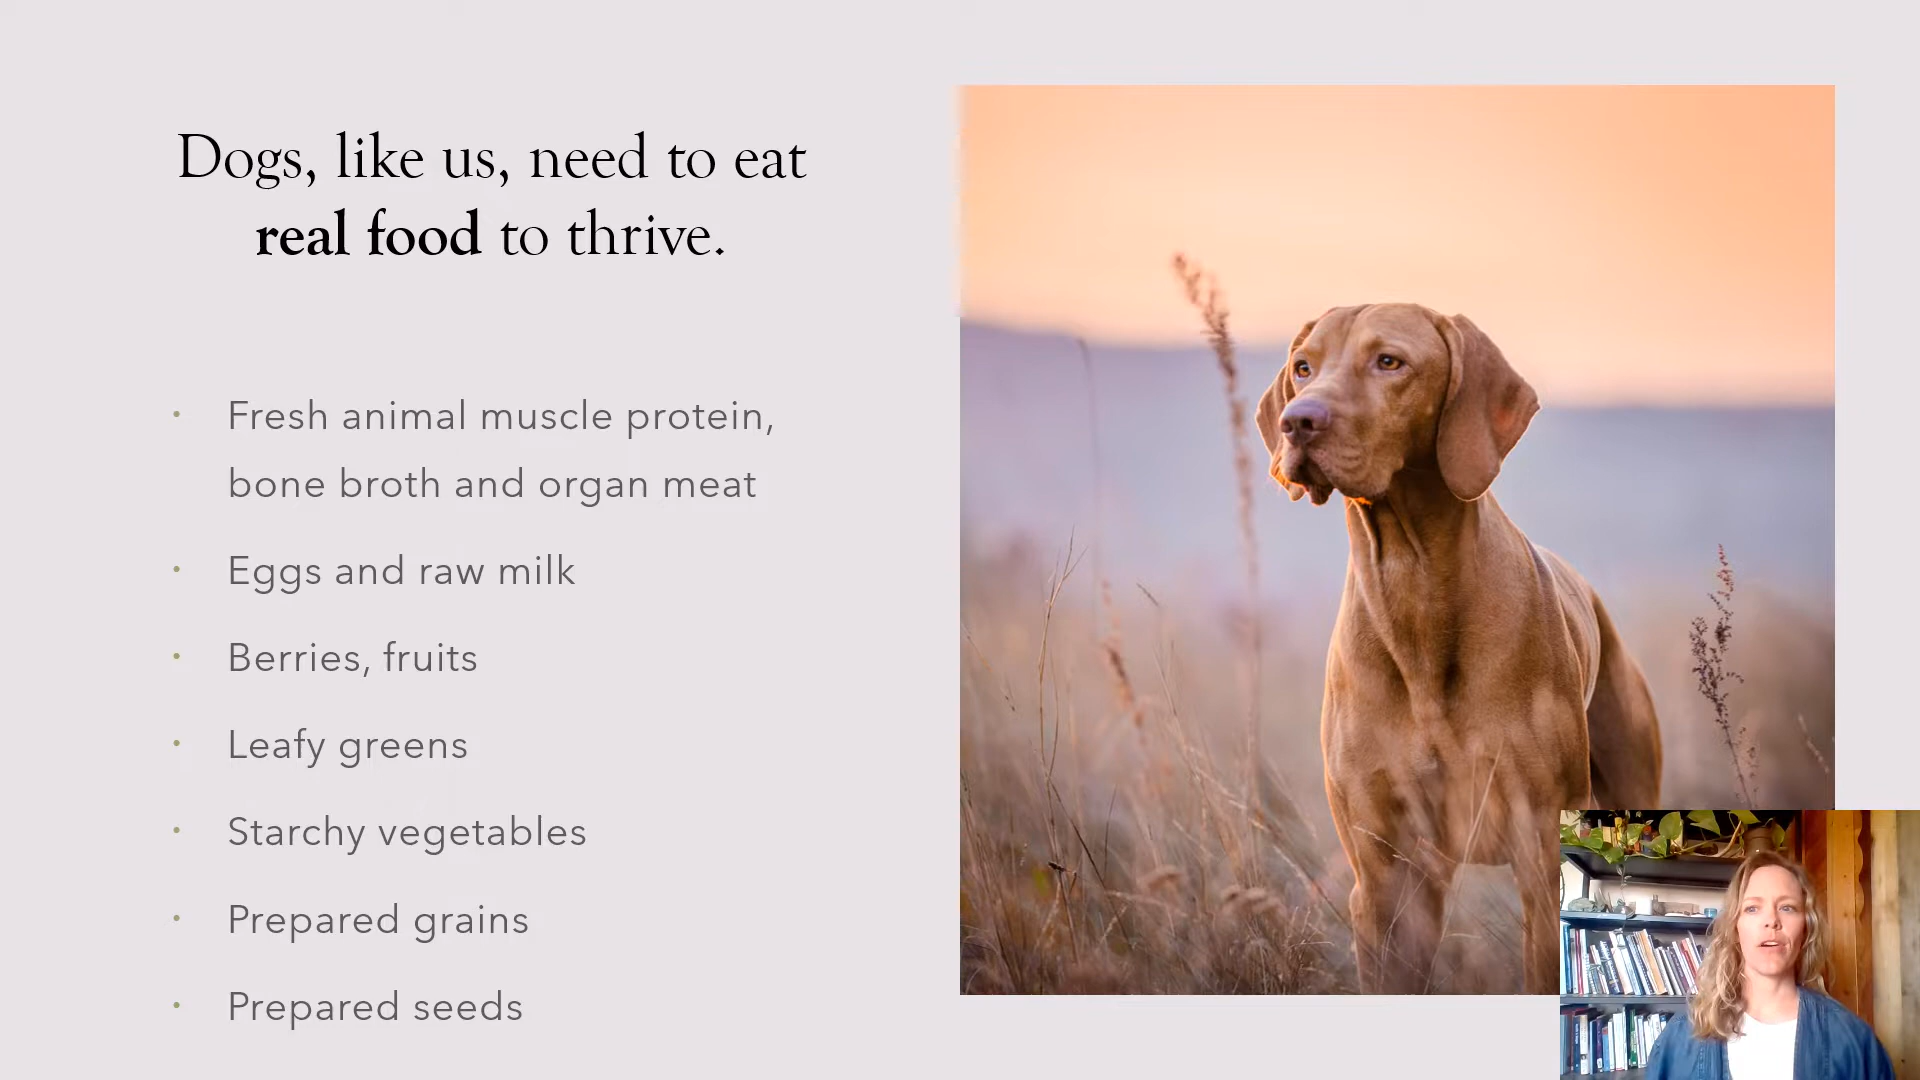 Dogs, like us, need to eat
real food to thrive.
· Fresh animal muscle protein,
bone broth and organ meat
· Eggs and raw milk
· Berries, fruits
· Leafy greens
· Starchy vegetables
· Prepared grains
· Prepared seeds